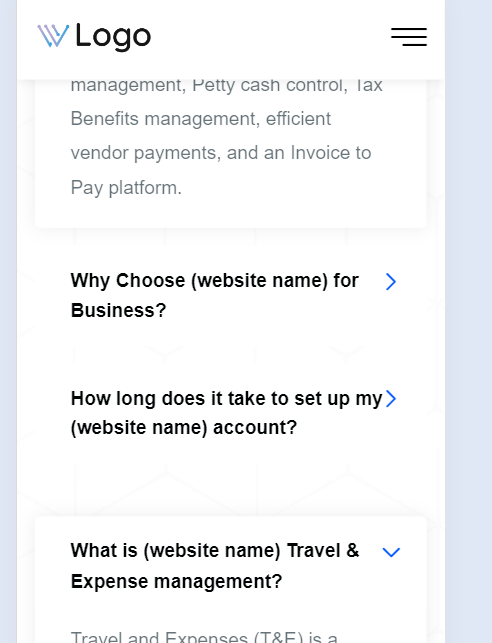 Logo
management, Petty cash control, Tax
Benefits management, efficient
vendor payments, and an Invoice to
Pay platform.
Why Choose (website name) for
Business?
How long does it take to set up my
(website name) account?
What is (website name) Travel &
Expense management?
Travel and Expenses (T&E) is a